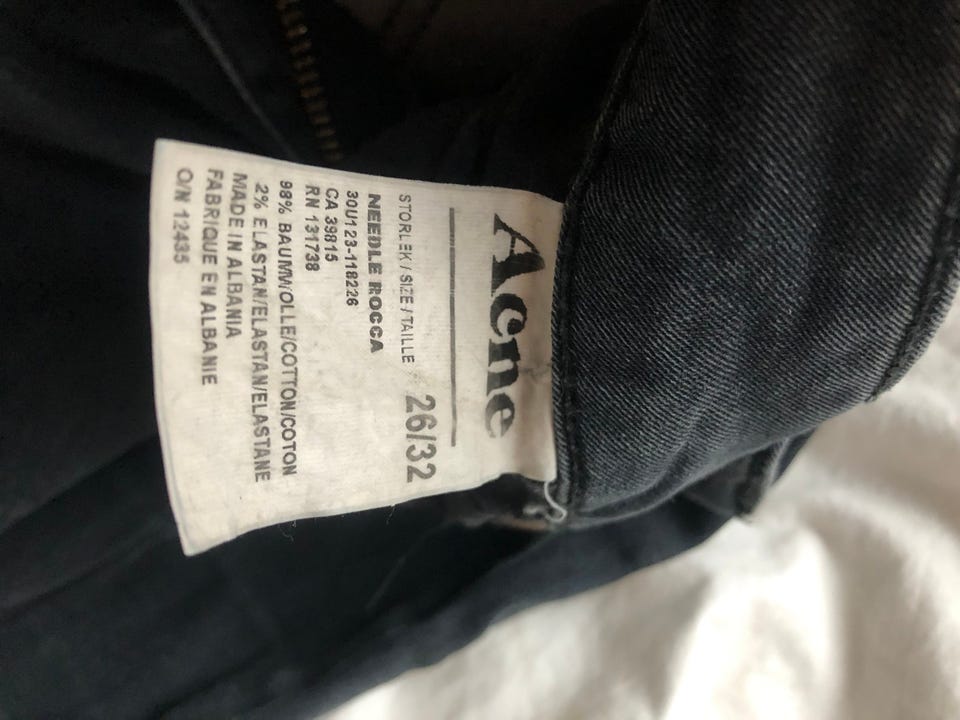 Acne
STORLEK / SIZE / TAILLE 26/32
NEEDLE ROCCA
30U123-118226
CA 39815
RN 131738
98% BAUMWOLLE/COTTON/COTON
2% ELASTAN/ELASTAN/ELASTANE
MADE IN ALBANIA
FABRIQUE EN ALBANIE
O/N 12435